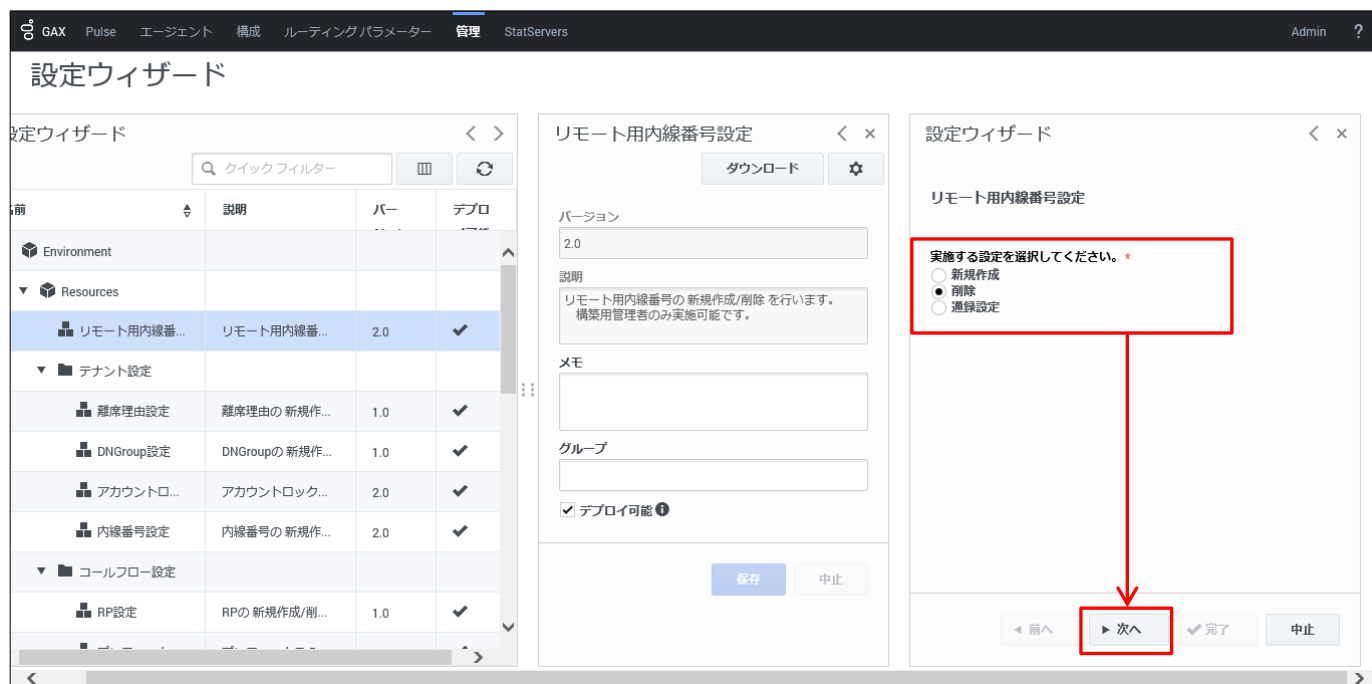 GAX Pulse エージェント 構成 ルーティング パラメーター 管理 StatServers Admin ?
設定ウィザード
設定ウィザード
クイック フィルター
名前 説明 バー デプロ
Environment
Resources
リモート用内線番... リモート用内線番... 2.0
テナント設定
離席理由設定 離席理由の 新規作... 1.0
DNGroup設定 DNGroupの 新規作... 1.0
アカウントロ... アカウントロック... 2.0
内線番号設定 内線番号の 新規作... 2.0
コールフロー設定
RP設定 RPの 新規作成/削... 1.0
リモート用内線番号設定
ダウンロード
バージョン
2.0
説明
リモート用内線番号の 新規作成/削除 を行います。
構築用管理者のみ実施可能です。
メモ
グループ
デプロイ可能
保存 中止
設定ウィザード
リモート用内線番号設定
実施する設定を選択してください。*
新規作成
削除
通録設定
前へ 次へ 完了 中止